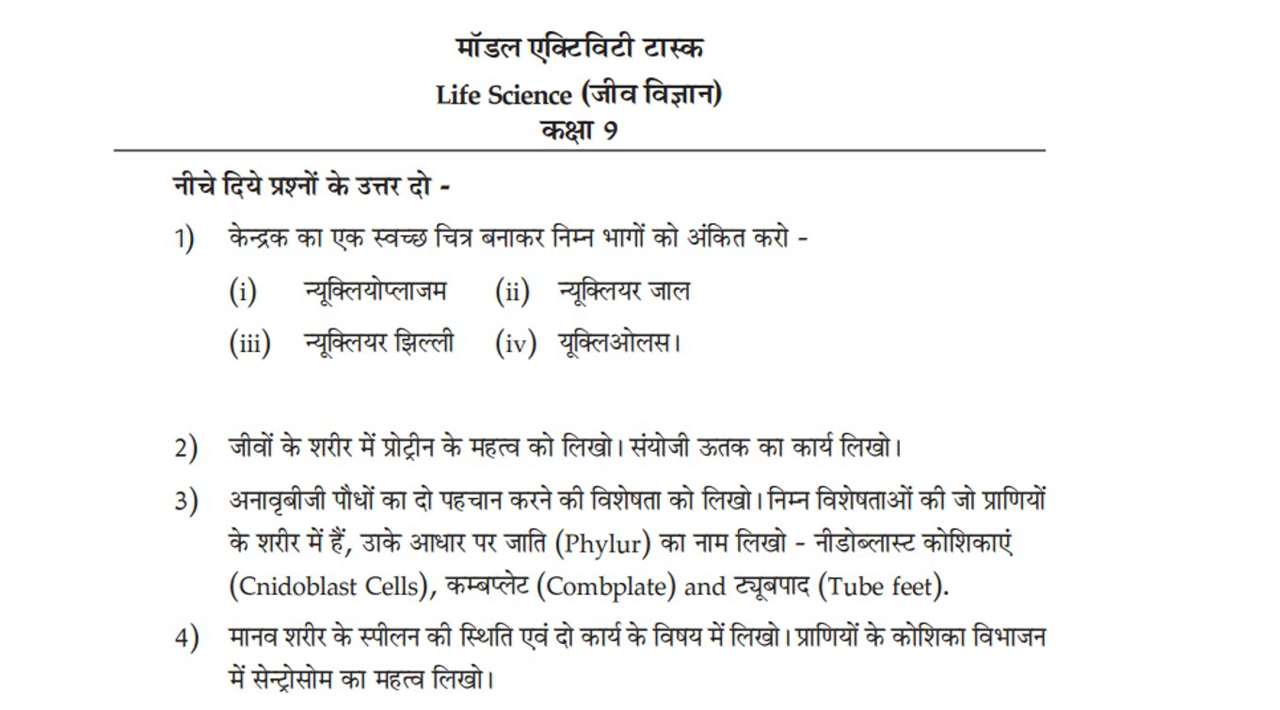 मॉडल एक्टिविटी टास्क
Life Science (जीव विज्ञान)
कक्षा 9
नीचे दिये प्रश्नों के उत्तर दो -
1) केन्द्रक का एक स्वच्छ चित्र बनाकर निम्न भागों को अंकित करो -
(i) न्यूक्लियोप्लाजम (ii) न्यूक्लियर जाल
(iii) न्यूक्लियर झिल्ली (iv) यूक्लिओलस।
2) जीवों के शरीर में प्रोट्रीन के महत्व को लिखो। संयोजी ऊतक का कार्य लिखो।
3) अनावृबीजी पौधों का दो पहचान करने की विशेषता को लिखो। निम्न विशेषताओं की जो प्राणियों
के शरीर में हैं, उाके आधार पर जाति (Phylur) का नाम लिखो - नीडोब्लास्ट कोशिकाएं
(Cnidoblast Cells), कम्बप्लेट (Combplate) and ट्यूबपाद (Tube feet).
4) मानव शरीर के स्पीलन की स्थिति एवं दो कार्य के विषय में लिखो। प्राणियों के कोशिका विभाजन
में सेन्ट्रोसोम का महत्व लिखो।